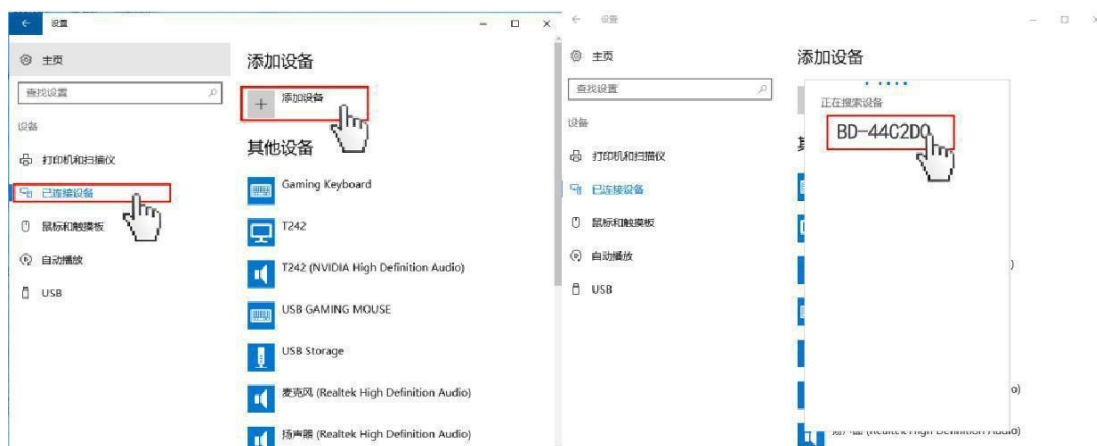 设置
主页
查找设置
设备
打印机和扫描仪
已连接设备
鼠标和触摸板
自动播放
USB
添加设备
添加设备
其他设备
Gaming Keyboard
T242
T242 (NVIDIA High Definition Audio)
USB GAMING MOUSE
USB Storage
麦克风 (Realtek High Definition Audio)
扬声器 (Realtek High Definition Audio)
设置
主页
查找设置
设备
打印机和扫描仪
已连接设备
鼠标和触摸板
自动播放
USB
添加设备
正在搜索设备
BD-44C2D0